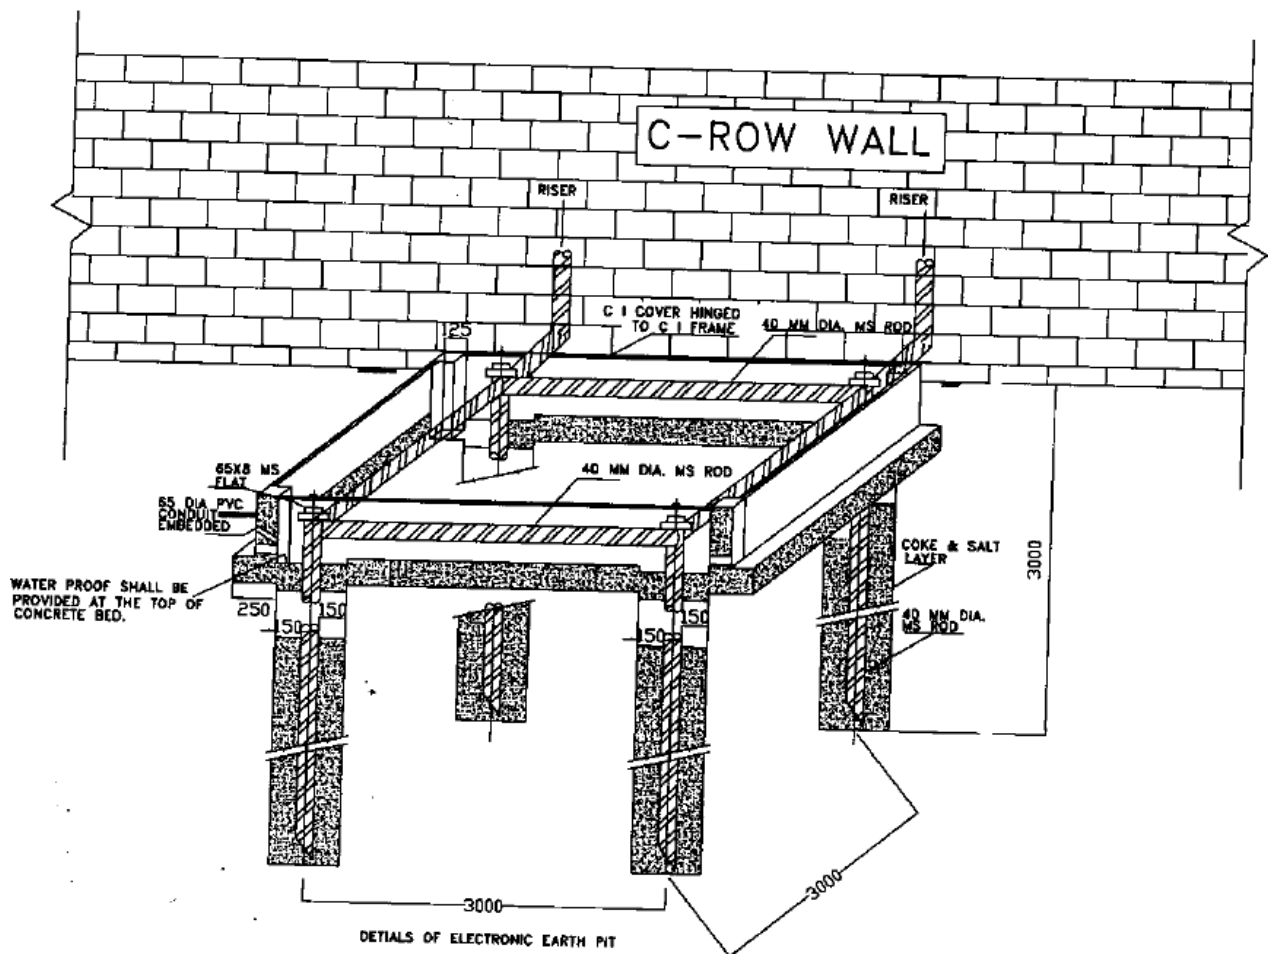 C-ROW WALL
RISER
RISER
C I COVER HINGED
TO C I FRAME
40 MM DIA. MS ROD
125
65X8 MS
FLAT
40 MM DIA. MS ROD
65 DIA PVC
CONDUIT
EMBEDDED
COKE & SALT
LAYER
3000
WATER PROOF SHALL BE
PROVIDED AT THE TOP OF
CONCRETE BED.
250
150
150
150
150
40 MM DIA.
MS ROD
3000
3000
DETIALS OF ELECTRONIC EARTH PIT